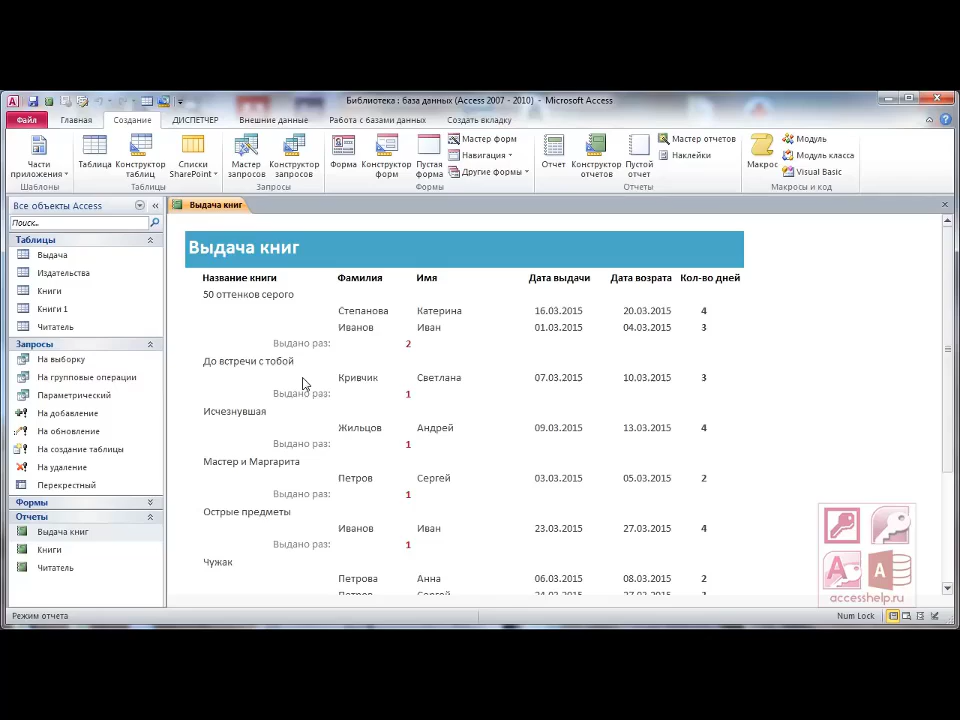 Библиотека : база данных (Access 2007 - 2010) - Microsoft Access
Файл Главная Создание ДИСПЕТЧЕР Внешние данные Работа с базами данных Создать вкладку
Части приложения Таблица Конструктор таблиц Списки SharePoint Мастер запросов Конструктор запросов Форма Конструктор форм Пустая форма Мастер форм Навигация Другие формы Отчет Конструктор отчетов Пустой отчет Мастер отчетов Наклейки Макрос Модуль Модуль класса Visual Basic
Шаблоны Таблицы Запросы Формы Отчеты Макросы и код
Все объекты Access
Поиск...
Таблицы
Выдача
Издательства
Книги
Книги 1
Читатель
Запросы
На выборку
На групповые операции
Параметрический
На добавление
На обновление
На создание таблицы
На удаление
Перекрестный
Формы
Отчеты
Выдача книг
Книги
Читатель
Выдача книг
Выдача книг
Название книги Фамилия Имя Дата выдачи Дата возрата Кол-во дней
50 оттенков серого
Степанова Катерина 16.03.2015 20.03.2015 4
Иванов Иван 01.03.2015 04.03.2015 3
Выдано раз: 2
До встречи с тобой
Кривчик Светлана 07.03.2015 10.03.2015 3
Выдано раз: 1
Исчезнувшая
Жильцов Андрей 09.03.2015 13.03.2015 4
Выдано раз: 1
Мастер и Маргарита
Петров Сергей 03.03.2015 05.03.2015 2
Выдано раз: 1
Острые предметы
Иванов Иван 23.03.2015 27.03.2015 4
Выдано раз: 1
Чужак
Петрова Анна 06.03.2015 08.03.2015 2
accesshelp.ru
Режим отчета Num Lock